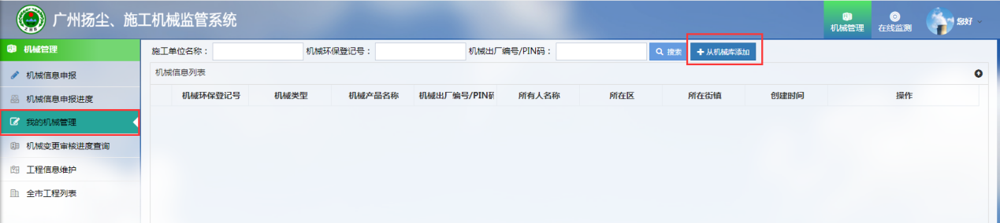 广州扬尘、施工机械监管系统
机械管理
在线监测
您好
机械管理
施工单位名称： 机械环保登记号： 机械出厂编号/PIN码： 搜索 从机械库添加
机械信息列表
机械信息申报
机械环保登记号 机械类型 机械产品名称 机械出厂编号/PIN码 所有人名称 所在区 所在街镇 创建时间 操作
机械信息申报进度
我的机械管理
机械变更审核进度查询
工程信息维护
全市工程列表